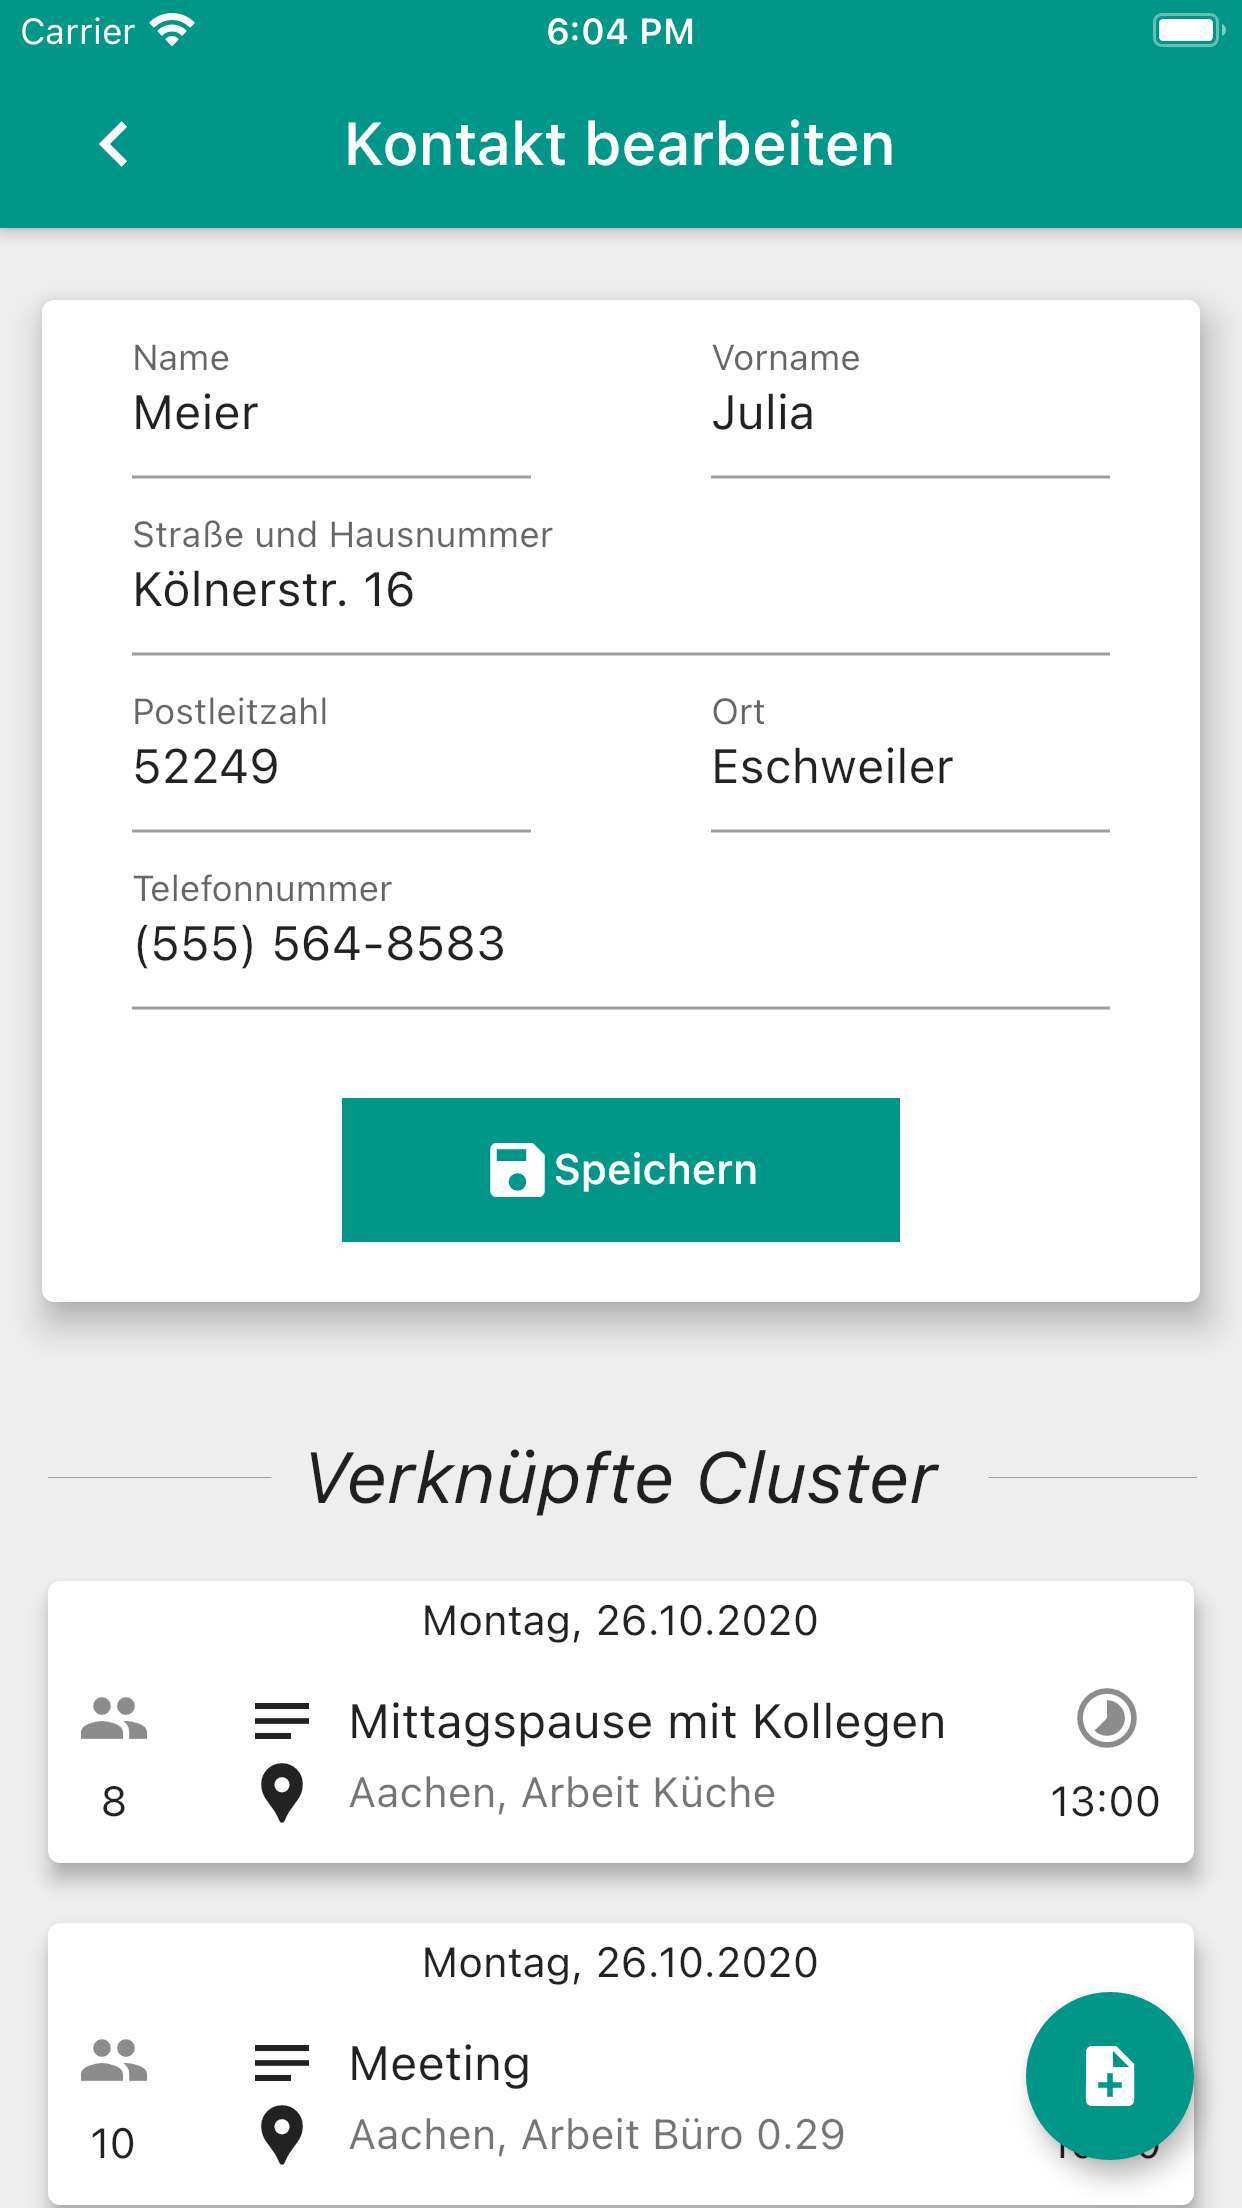 Carrier 6:04 PM
Kontakt bearbeiten
Name Vorname
Meier Julia
Straße und Hausnummer
Kölnerstr. 16
Postleitzahl Ort
52249 Eschweiler
Telefonnummer
(555) 564-8583
Speichern
Verknüpfte Cluster
Montag, 26.10.2020
Mittagspause mit Kollegen
Aachen, Arbeit Küche
8 13:00
Montag, 26.10.2020
Meeting
Aachen, Arbeit Büro 0.29
10